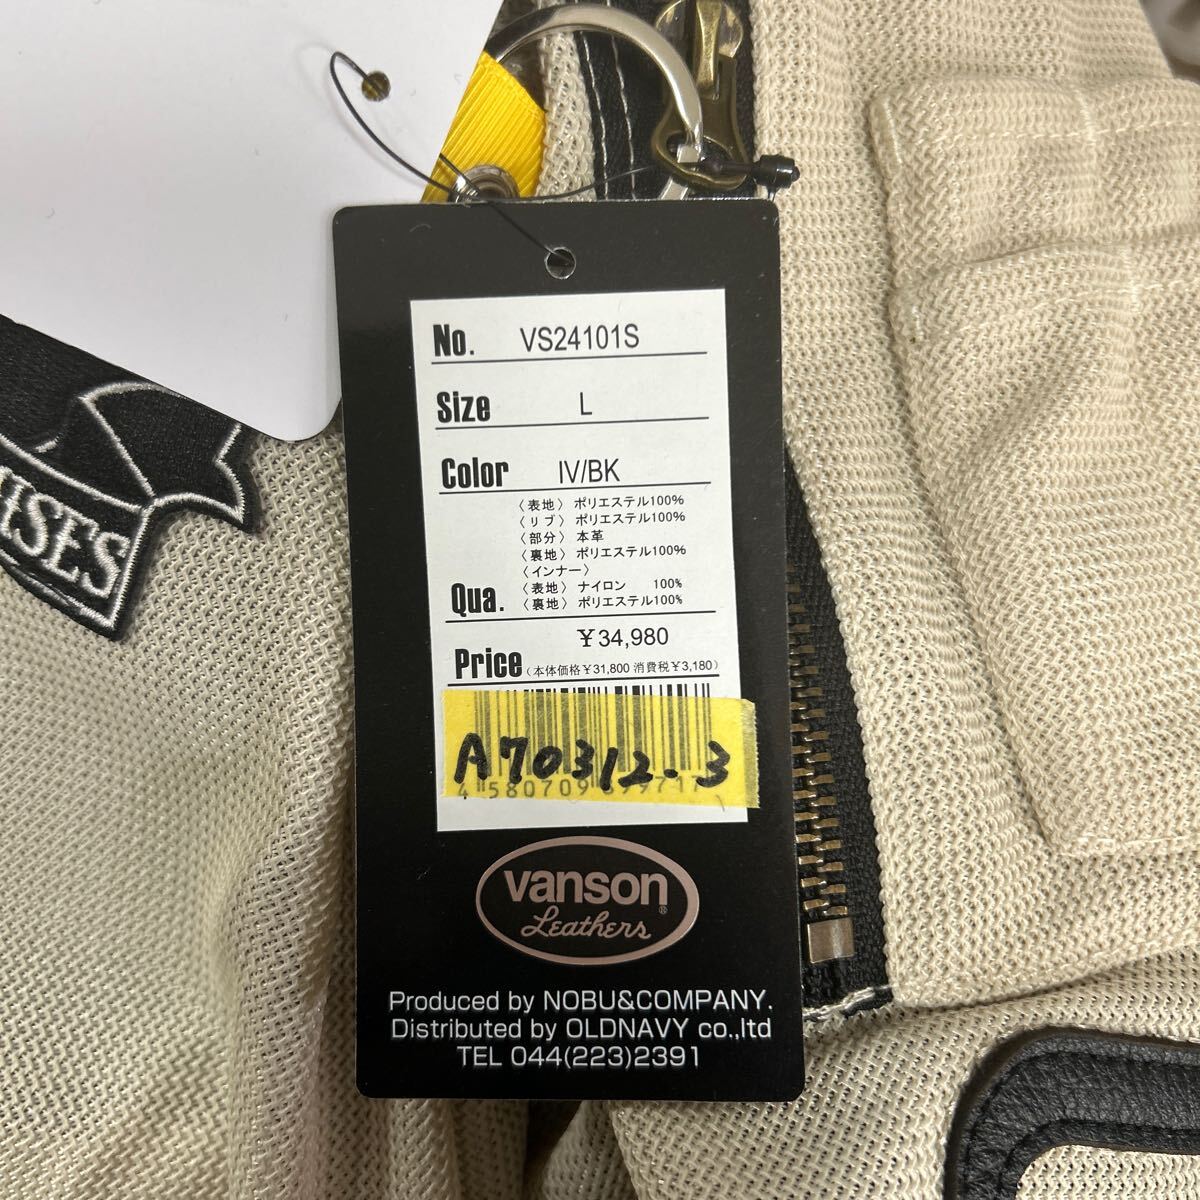 No. VS24101S
Size L
Color IV/BK
〈表地〉ポリエステル100%
〈リブ〉ポリエステル100%
〈部分〉本革
〈裏地〉ポリエステル100%
〈インナー〉
〈表地〉ナイロン 100%
Qua. 〈裏地〉ポリエステル100%
¥34,980
Price (本体価格¥31,800 消費税¥3,180)
A70312-3
4 580709
vanson®
Leathers
Produced by NOBU&COMPANY.
Distributed by OLDNAVY co.,ltd
TEL 044(223)2391